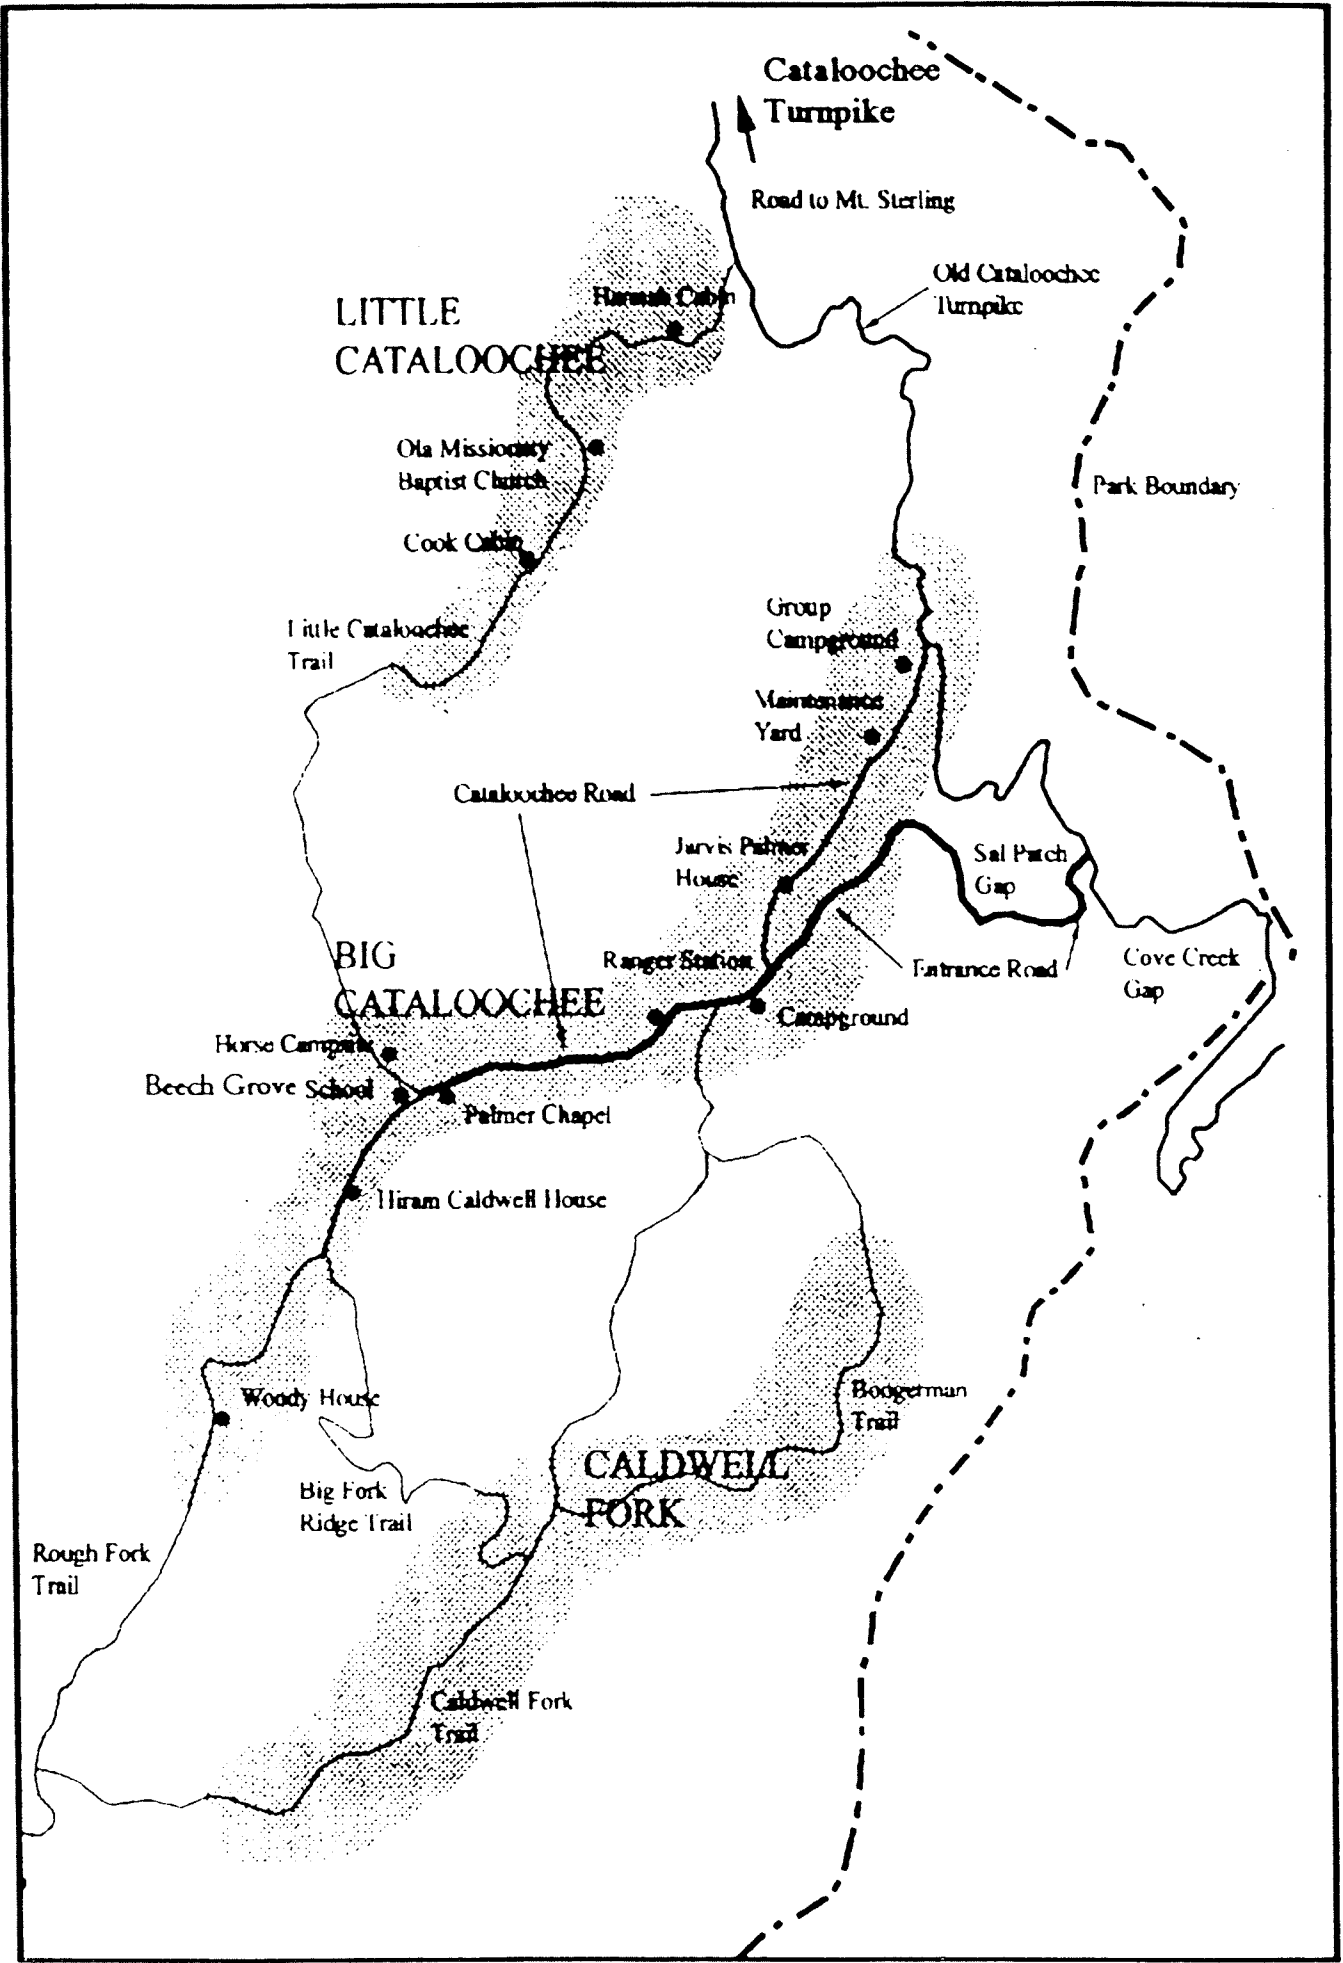 Cataloochee
Turnpike
Road to Mt. Sterling
Old Cataloochee
Turnpike
Hannah Cabin
LITTLE
CATALOOCHEE
Ola Missionary
Baptist Church
Park Boundary
Cook Cabin
Group
Campground
Little Cataloochee
Trail
Maintenance
Yard
Cataloochee Road
Jarvis Palmer
House
Sal Patch
Gap
BIG
CATALOOCHEE
Ranger Station
Entrance Road
Cove Creek
Gap
Campground
Horse Camp
Beech Grove School
Palmer Chapel
Hiram Caldwell House
Woody House
Boogerman
Trail
CALDWELL
FORK
Big Fork
Ridge Trail
Rough Fork
Trail
Caldwell Fork
Trail